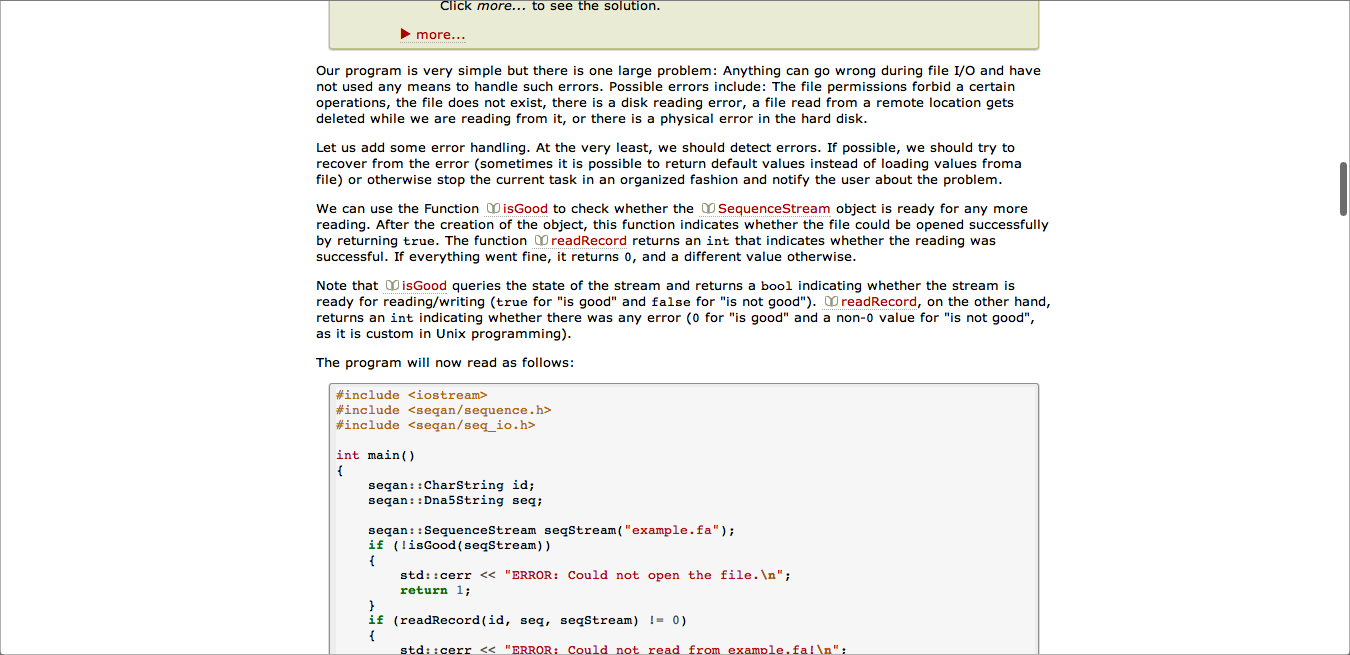 Click more... to see the solution.
more...
Our program is very simple but there is one large problem: Anything can go wrong during file I/O and have
not used any means to handle such errors. Possible errors include: The file permissions forbid a certain
operations, the file does not exist, there is a disk reading error, a file read from a remote location gets
deleted while we are reading from it, or there is a physical error in the hard disk.
Let us add some error handling. At the very least, we should detect errors. If possible, we should try to
recover from the error (sometimes it is possible to return default values instead of loading values froma
file) or otherwise stop the current task in an organized fashion and notify the user about the problem.
We can use the Function isGood to check whether the SequenceStream object is ready for any more
reading. After the creation of the object, this function indicates whether the file could be opened successfully
by returning true. The function readRecord returns an int that indicates whether the reading was
successful. If everything went fine, it returns 0, and a different value otherwise.
Note that isGood queries the state of the stream and returns a bool indicating whether the stream is
ready for reading/writing (true for "is good" and false for "is not good"). readRecord, on the other hand,
returns an int indicating whether there was any error (0 for "is good" and a non-0 value for "is not good",
as it is custom in Unix programming).
The program will now read as follows:
#include <iostream>
#include <seqan/sequence.h>
#include <seqan/seq_io.h>
int main()
{
seqan::CharString id;
seqan::Dna5String seq;
seqan::SequenceStream seqStream("example.fa");
if (!isGood(seqStream))
{
std::cerr << "ERROR: Could not open the file.\n";
return 1;
}
if (readRecord(id, seq, seqStream) != 0)
{
std::cerr << "ERROR: Could not read from example.fa!\n";